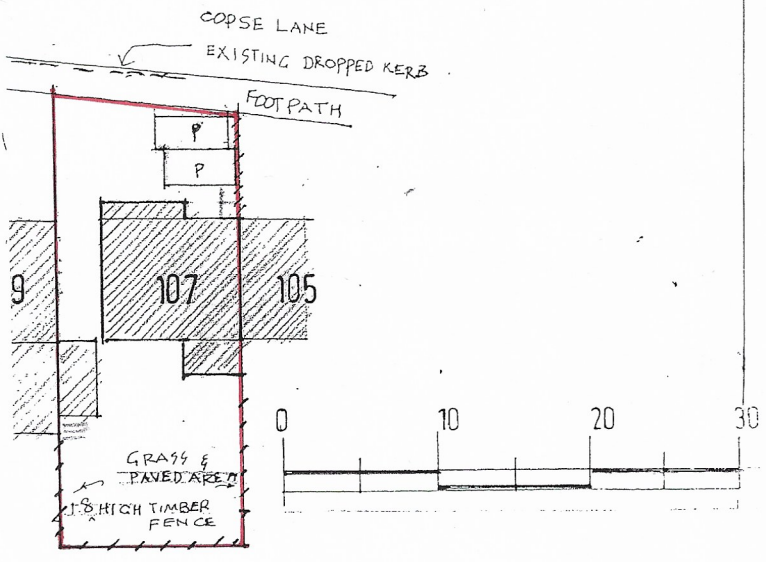 COPSE LANE
EXISTING DROPPED KERB
FOOTPATH
P
P
9
107
105
0
10
20
30
GRASS &
PAVED AREA
1.8 HIGH TIMBER
FENCE